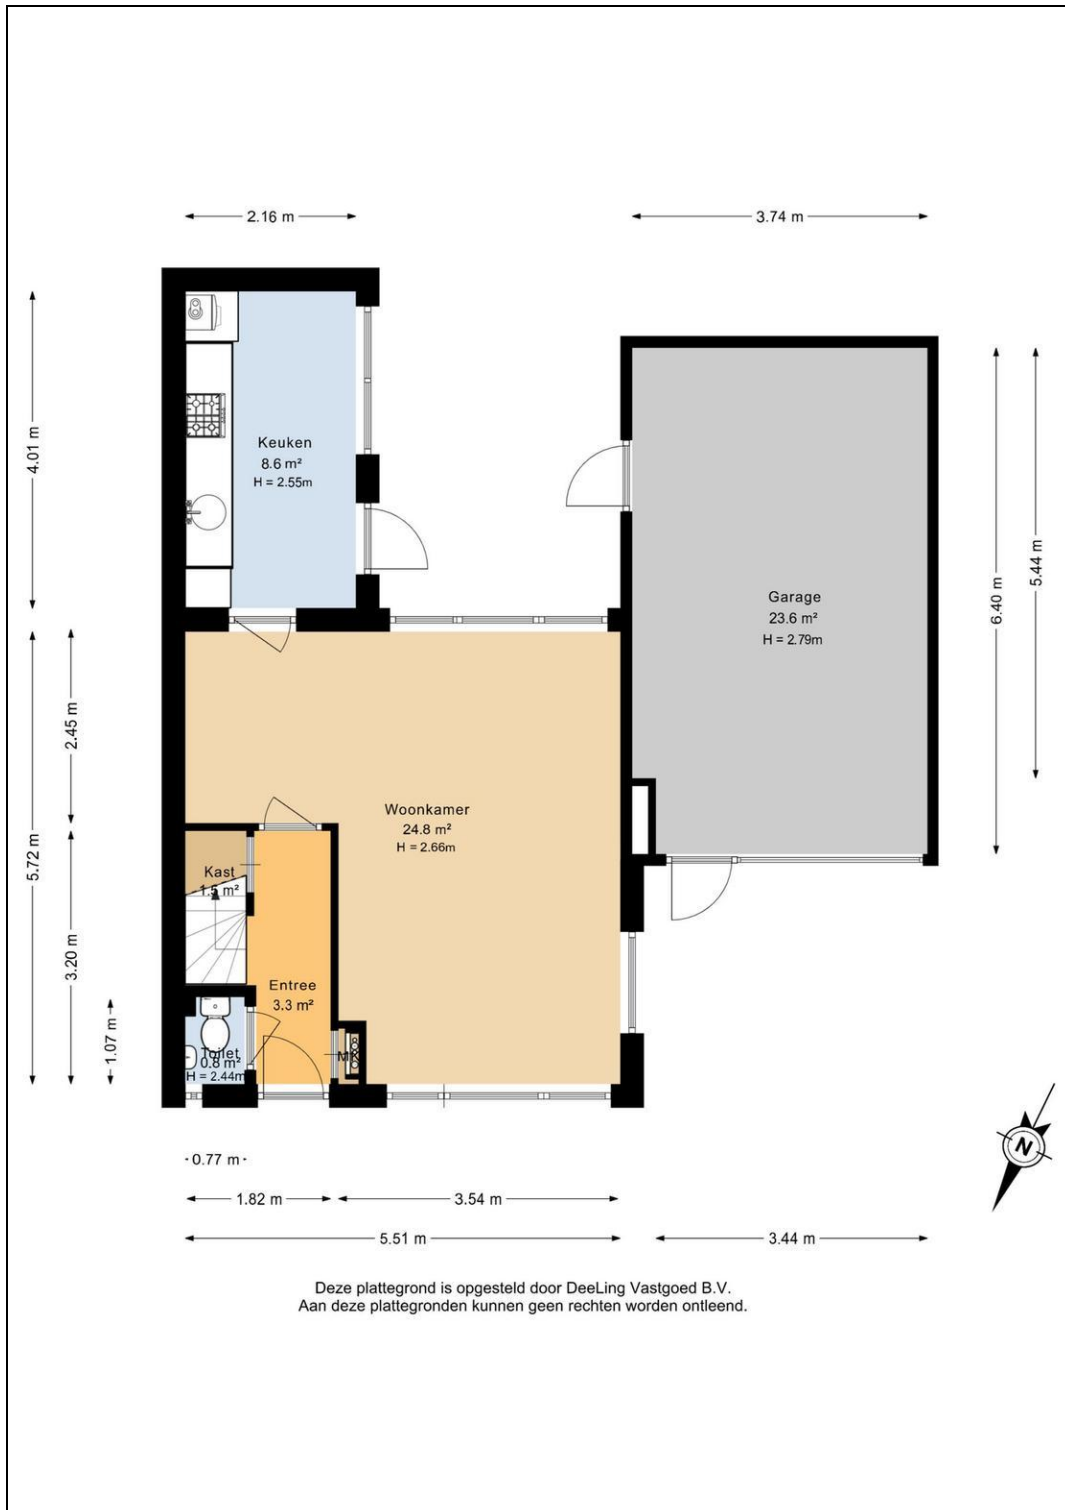 2.16 m
3.74 m
4.01 m
Keuken
8.6 m²
H = 2.55m
5.44 m
6.40 m
Garage
23.6 m²
H = 2.79m
2.45 m
5.72 m
Woonkamer
24.8 m²
H = 2.66m
Kast
1.5 m²
3.20 m
Entree
3.3 m²
1.07 m
Toilet
0.8 m²
H = 2.44m
N
0.77 m
1.82 m
3.54 m
5.51 m
3.44 m
Deze plattegrond is opgesteld door DeeLing Vastgoed B.V.
Aan deze plattegronden kunnen geen rechten worden ontleend.